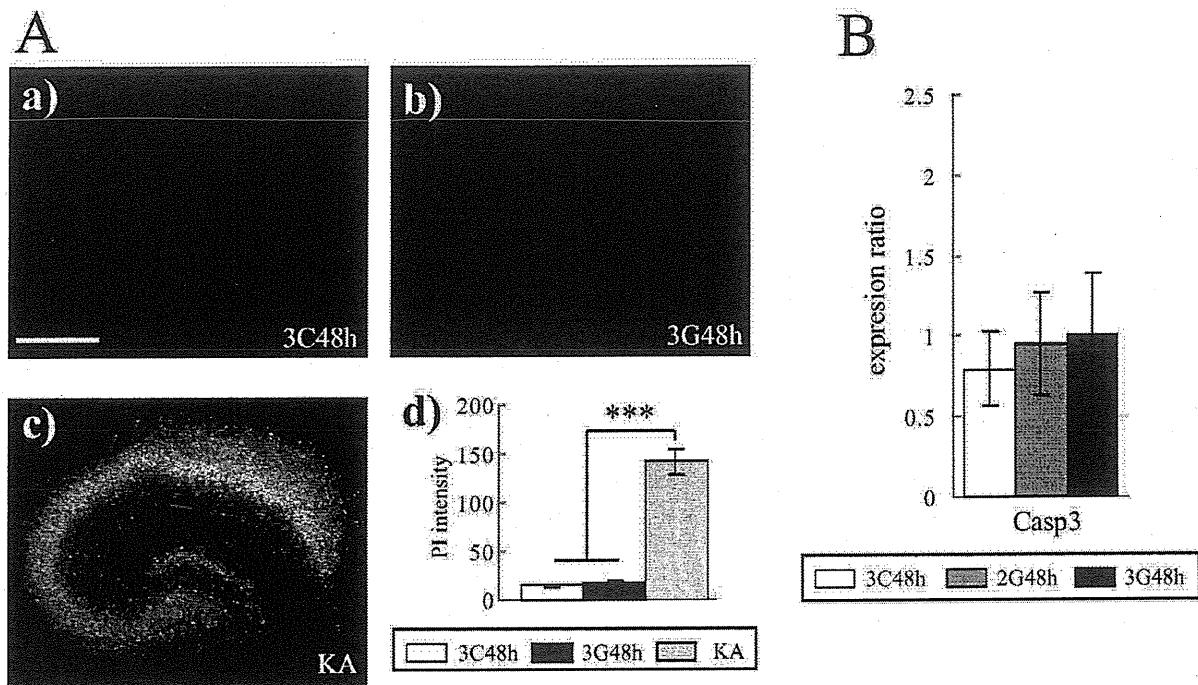 A
a)
3C48h
b)
3G48h
c)
KA
d)
200
150
100
50
0
PI intensity
***
3C48h 3G48h KA
B
2.5
2
1.5
1
0.5
0
expresion ratio
Casp3
3C48h 2G48h 3G48h